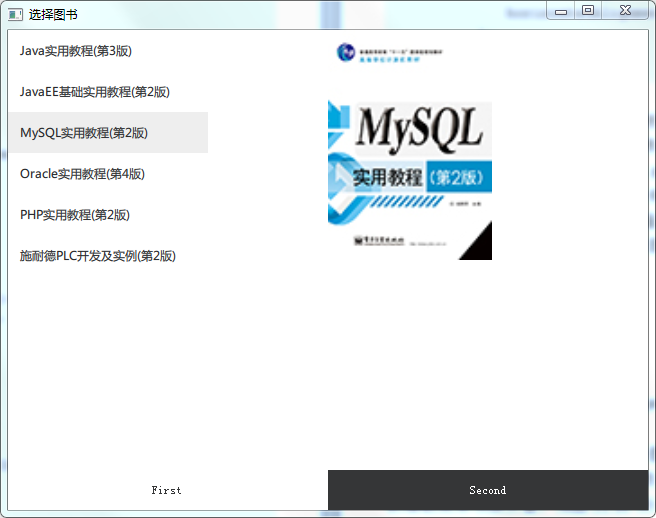 选择图书
Java实用教程(第3版)
JavaEE基础实用教程(第2版)
MySQL实用教程(第2版)
Oracle实用教程(第4版)
PHP实用教程(第2版)
施耐德PLC开发及实例(第2版)
MySQL
实用教程(第2版)
First
Second